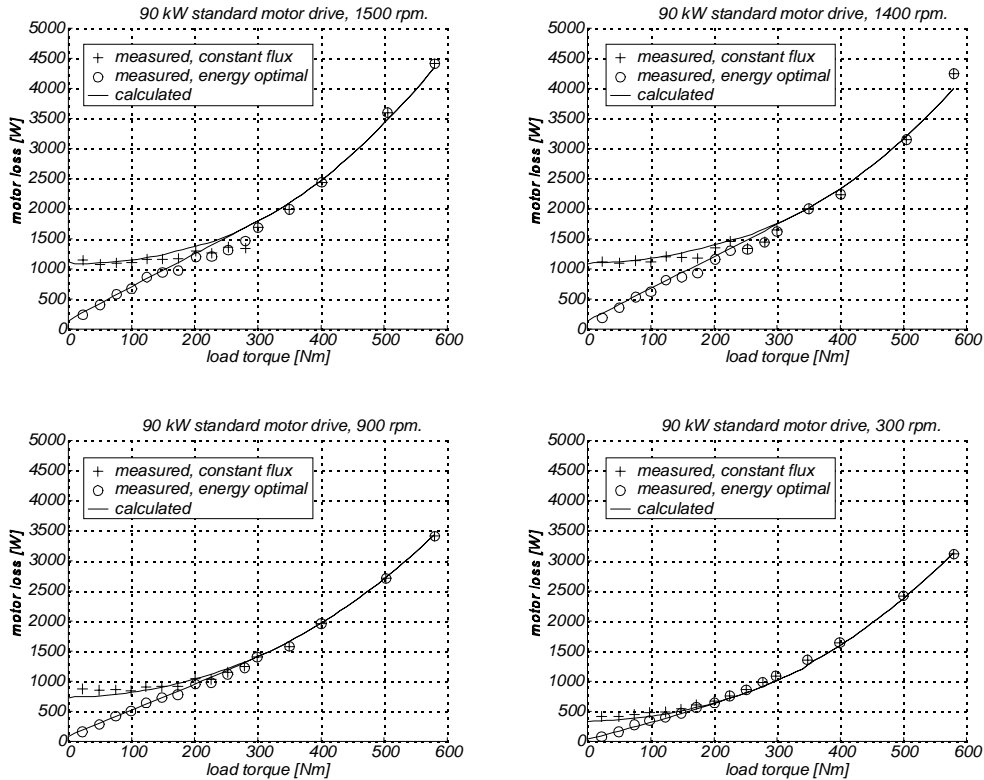 90 kW standard motor drive, 1500 rpm.
5000
4500
4000
3500
3000
2500
2000
1500
1000
500
0
motor loss [W]
measured, constant flux
measured, energy optimal
calculated
0 100 200 300 400 500 600
load torque [Nm]
90 kW standard motor drive, 1400 rpm.
5000
4500
4000
3500
3000
2500
2000
1500
1000
500
0
motor loss [W]
measured, constant flux
measured, energy optimal
calculated
0 100 200 300 400 500 600
load torque [Nm]
90 kW standard motor drive, 900 rpm.
5000
4500
4000
3500
3000
2500
2000
1500
1000
500
0
motor loss [W]
measured, constant flux
measured, energy optimal
calculated
0 100 200 300 400 500 600
load torque [Nm]
90 kW standard motor drive, 300 rpm.
5000
4500
4000
3500
3000
2500
2000
1500
1000
500
0
motor loss [W]
measured, constant flux
measured, energy optimal
calculated
0 100 200 300 400 500 600
load torque [Nm]